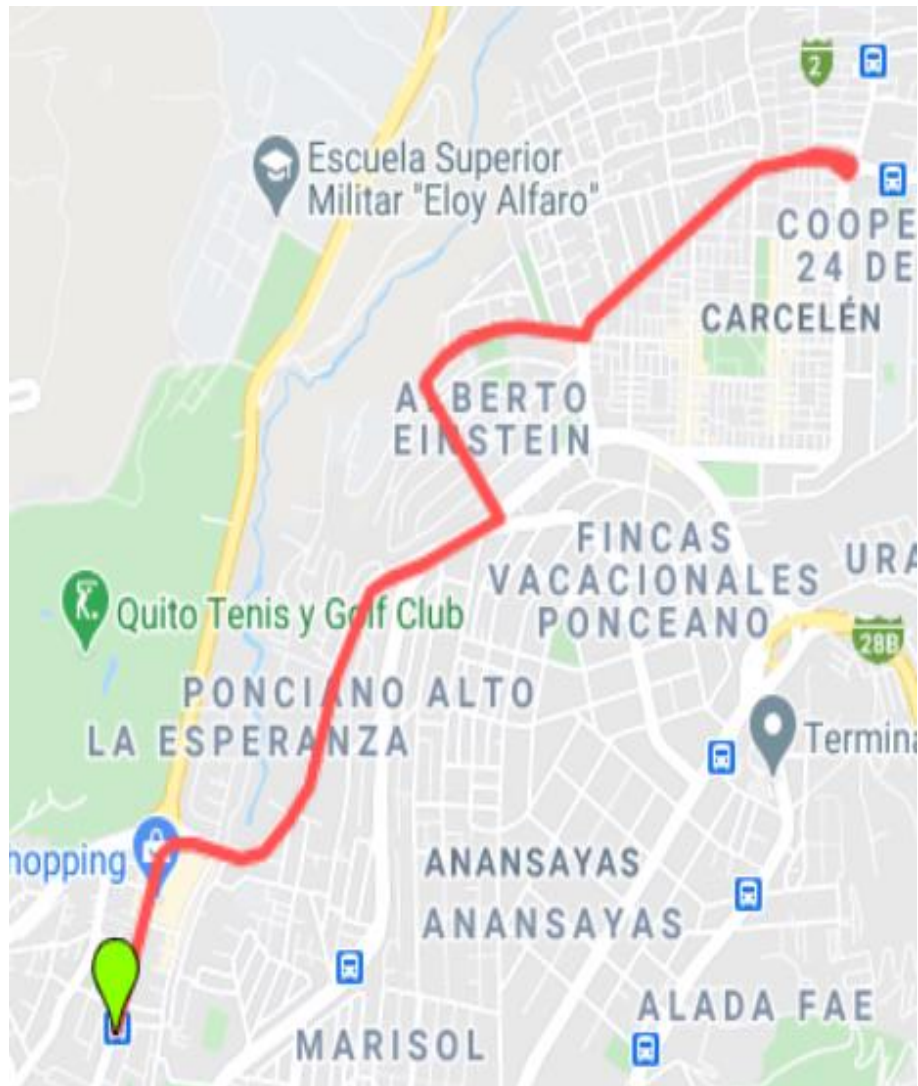 2
Escuela Superior
Militar "Eloy Alfaro"
COOPE
24 DE
CARCELÉN
ALBERTO
EINSTEIN
FINCAS
VACACIONALES
PONCEANO
URA
28B
Quito Tenis y Golf Club
PONCIANO ALTO
LA ESPERANZA
Termina
hopping
ANANSAYAS
ANANSAYAS
ALADA FAE
MARISOL